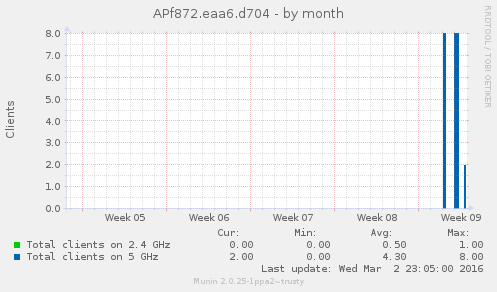 APf872.eaa6.d704 - by month
RRDTOOL / TOBI OETIKER
Clients
8.0
7.0
6.0
5.0
4.0
3.0
2.0
1.0
0.0
Week 05 Week 06 Week 07 Week 08 Week 09
Cur: Min: Avg: Max:
Total clients on 2.4 GHz 0.00 0.00 0.50 1.00
Total clients on 5 GHz 2.00 0.00 4.30 8.00
Last update: Wed Mar 2 23:05:00 2016
Munin 2.0.25-1ppa2~trusty